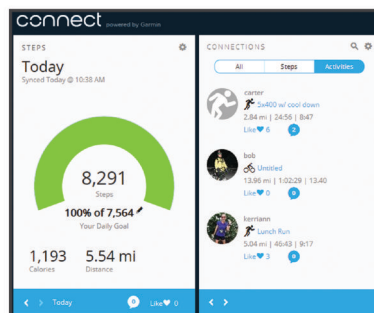 connect powered by Garmin
STEPS
Today
Synced Today @ 10:38 AM
8,291
Steps
100% of 7,564
Your Daily Goal
1,193
Calories
5.54 mi
Distance
Today
0
Like 0
CONNECTIONS
All Steps Activities
carter
5x400 w/ cool down
2.84 mi | 24:56 | 8:47
Like 6 2
bob
Untitled
13.96 mi | 1:02:29 | 13.40
Like 0 0
kerriann
Lunch Run
5.04 mi | 46:43 | 9:17
Like 3 0